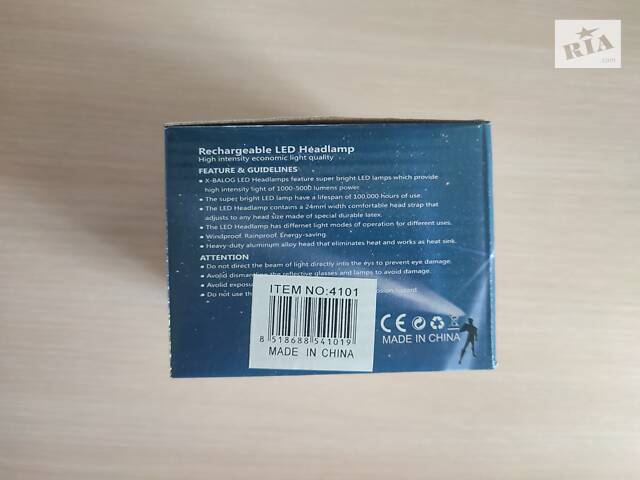 RIA
.com
Rechargeable LED Headlamp
High intensity economic light quality
FEATURE & GUIDELINES
• X-BALOG LED Headlamps feature super bright LED lamps which provide
high intensity light of 1000-5000 lumens power.
• The super bright LED lamp have a lifespan of 100,000 hours of use.
• The LED Headlamp contains a 24mm width comfortable head strap that
adjusts to any head size made of special durable latex.
• The LED Headlamp has differnet light modes of operation for different uses.
• Windproof. Rainproof. Energy-saving.
• Heavy-duty aluminum alloy head that eliminates heat and works as heat sink.
ATTENTION
• Do not direct the beam of light directly into the eys to prevent eye damage.
• Avolid dismantling the reflective glasses and lamps to avoid damage.
• Avolid
• Do not use hazard
ITEM NO:4101
8 518688 541019
MADE IN CHINA
CE
MADE IN CHINA